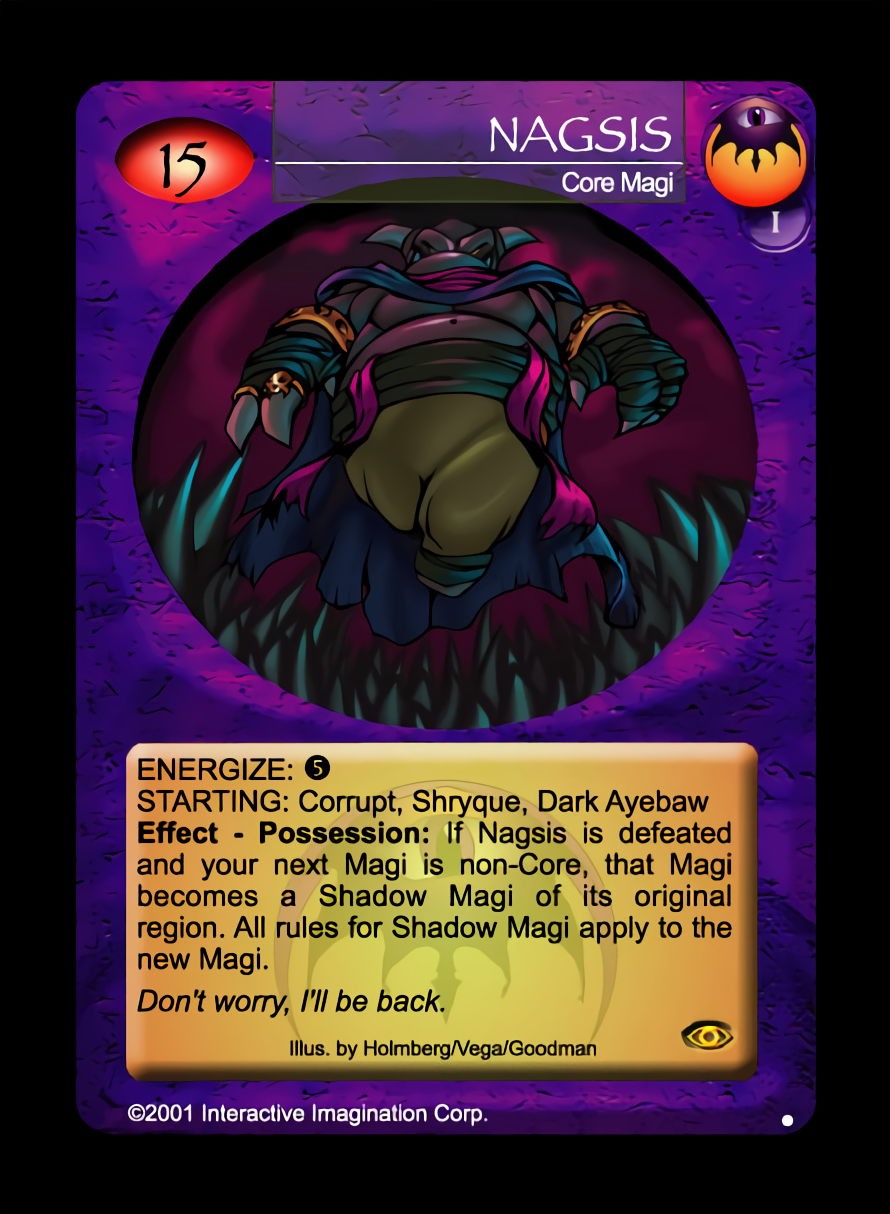 15
NAGSIS
Core Magi
I
ENERGIZE: ❺
STARTING: Corrupt, Shryque, Dark Ayebaw
Effect - Possession: If Nagsis is defeated
and your next Magi is non-Core, that Magi
becomes a Shadow Magi of its original
region. All rules for Shadow Magi apply to the
new Magi.
Don't worry, I'll be back.
Illus. by Holmberg/Vega/Goodman
©2001 Interactive Imagination Corp.